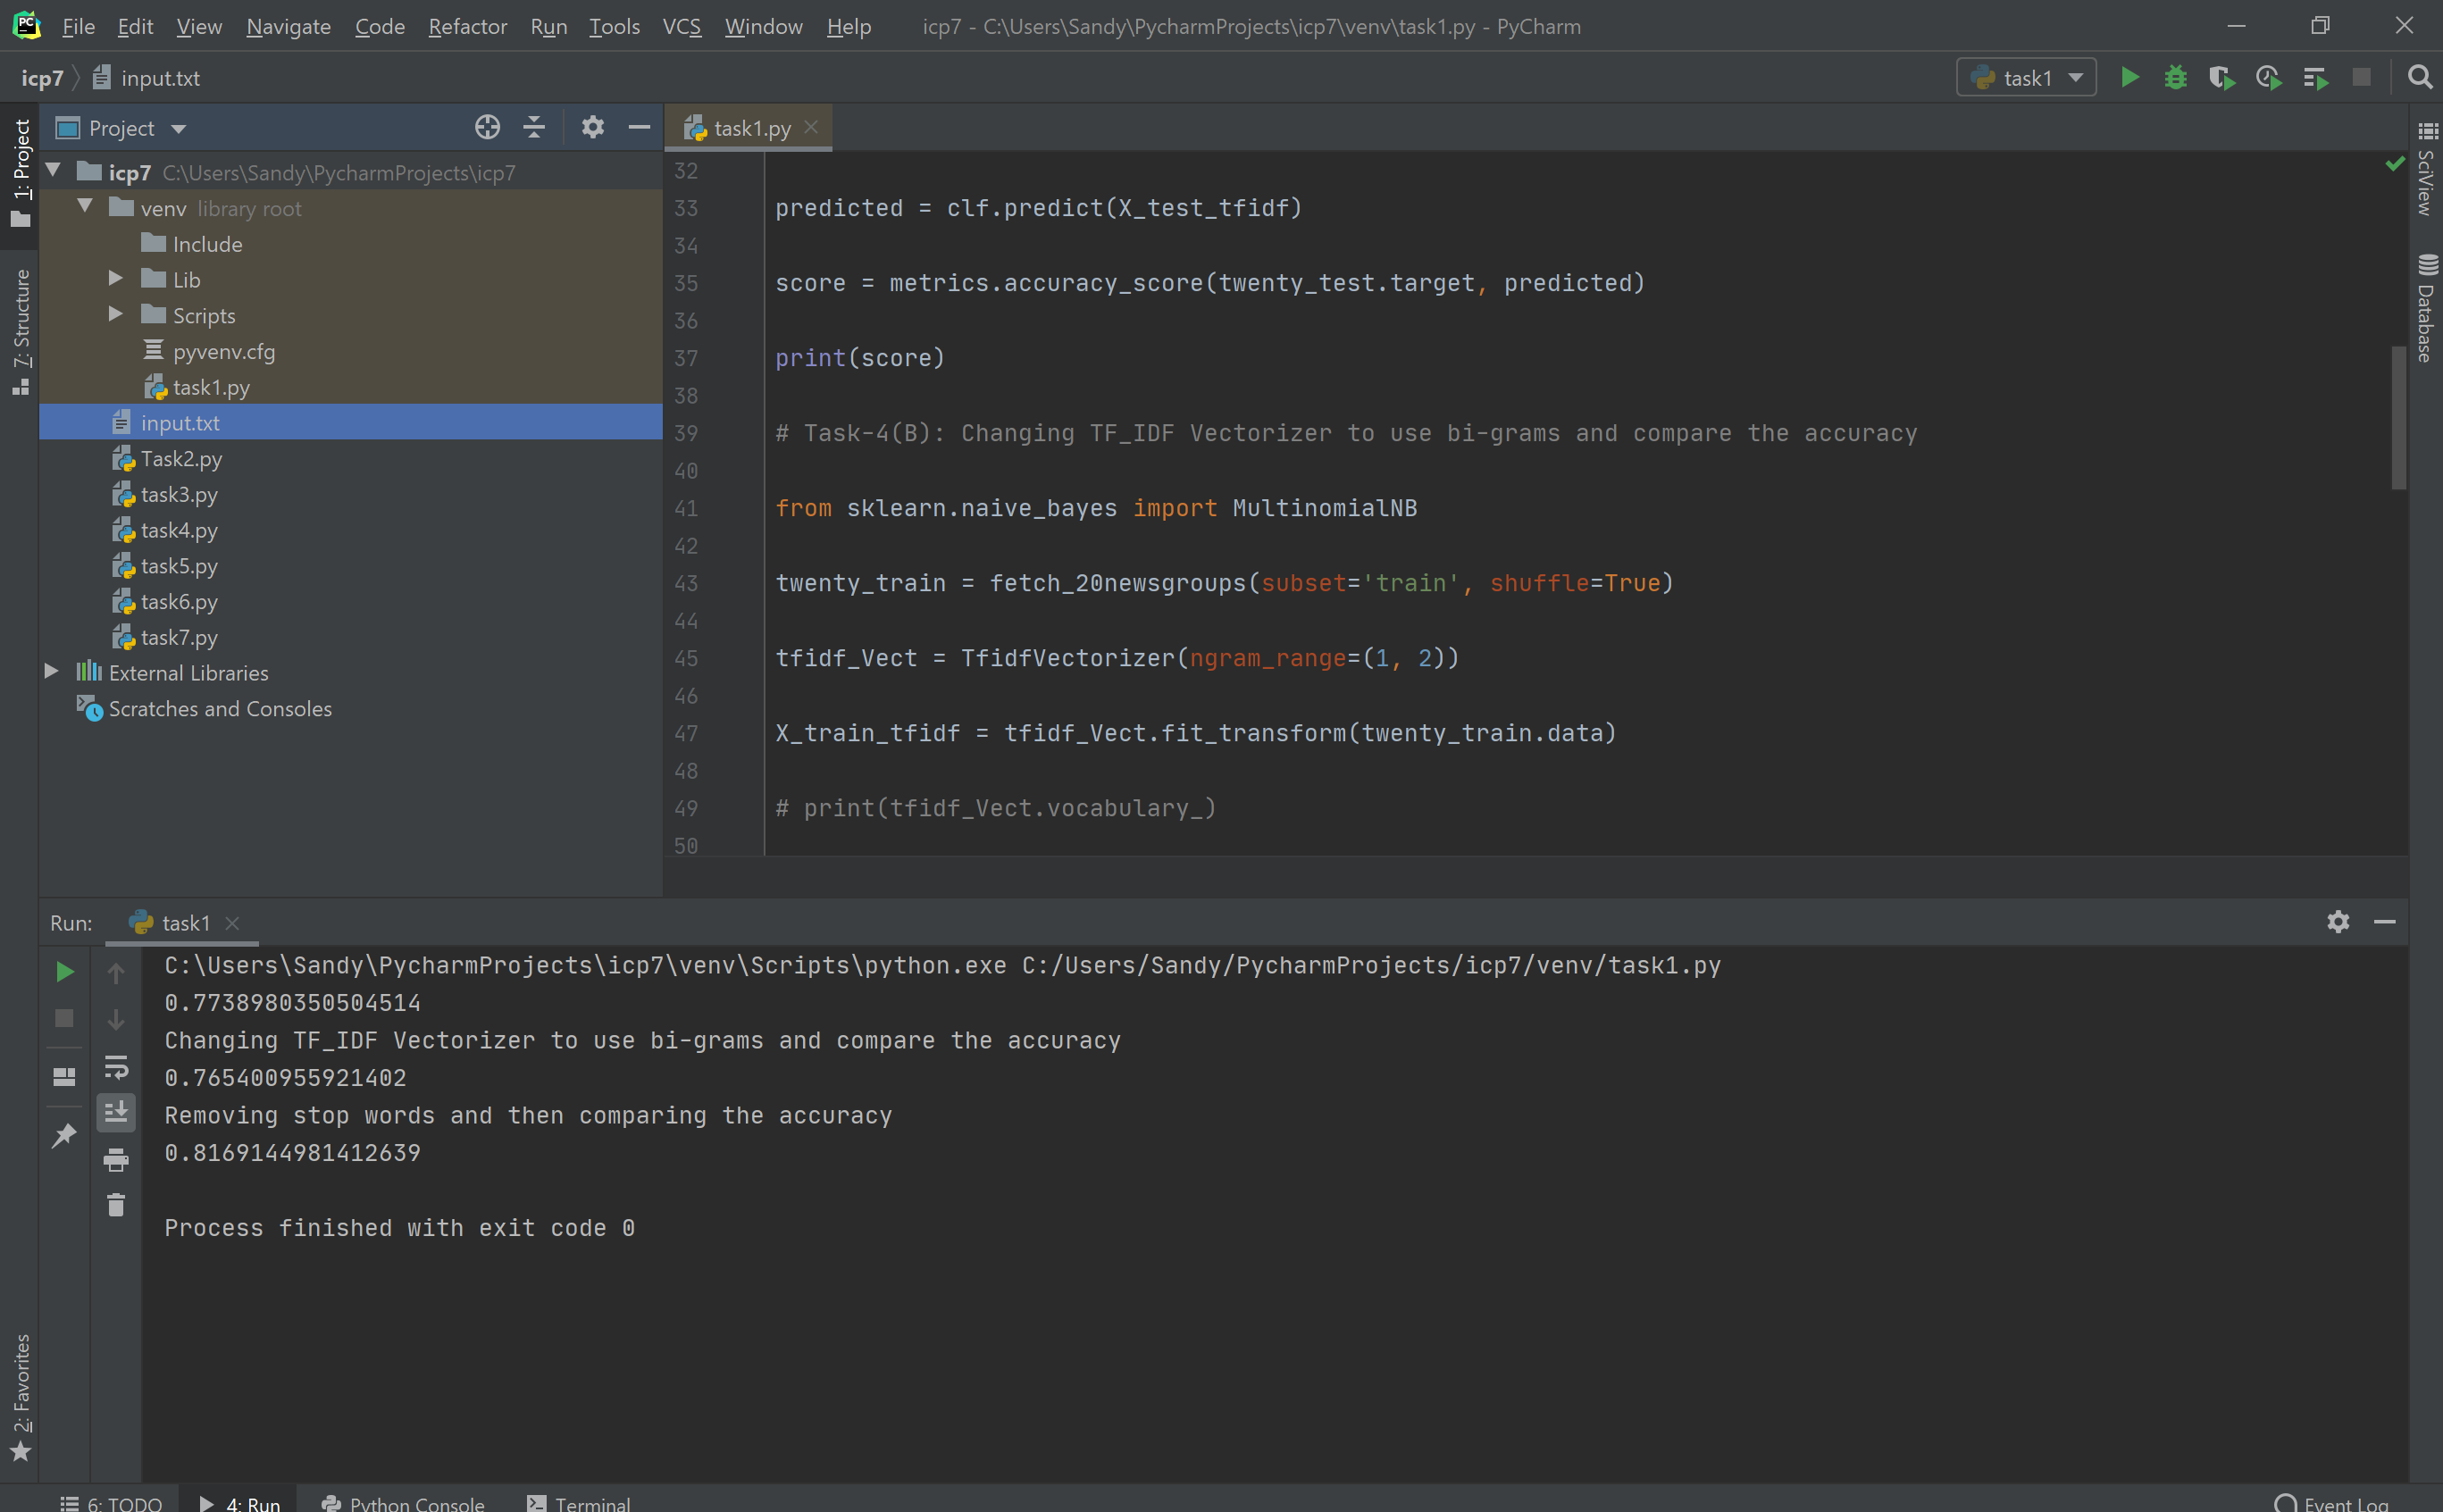 File Edit View Navigate Code Refactor Run Tools VCS Window Help icp7 - C:\Users\Sandy\PycharmProjects\icp7\venv\task1.py - PyCharm
icp7 input.txt task1
1: Project
7: Structure
2: Favorites
Project
icp7 C:\Users\Sandy\PycharmProjects\icp7
venv library root
Include
Lib
Scripts
pyvenv.cfg
task1.py
input.txt
Task2.py
task3.py
task4.py
task5.py
task6.py
task7.py
External Libraries
Scratches and Consoles
task1.py
32
33 predicted = clf.predict(X_test_tfidf)
34
35 score = metrics.accuracy_score(twenty_test.target, predicted)
36
37 print(score)
38
39 # Task-4(B): Changing TF_IDF Vectorizer to use bi-grams and compare the accuracy
40
41 from sklearn.naive_bayes import MultinomialNB
42
43 twenty_train = fetch_20newsgroups(subset='train', shuffle=True)
44
45 tfidf_Vect = TfidfVectorizer(ngram_range=(1, 2))
46
47 X_train_tfidf = tfidf_Vect.fit_transform(twenty_train.data)
48
49 # print(tfidf_Vect.vocabulary_)
50
SciView
Database
Run: task1
C:\Users\Sandy\PycharmProjects\icp7\venv\Scripts\python.exe C:/Users/Sandy/PycharmProjects/icp7/venv/task1.py
0.7738980350504514
Changing TF_IDF Vectorizer to use bi-grams and compare the accuracy
0.765400955921402
Removing stop words and then comparing the accuracy
0.8169144981412639
Process finished with exit code 0
6: TODO 4: Run Python Console Terminal Event Log